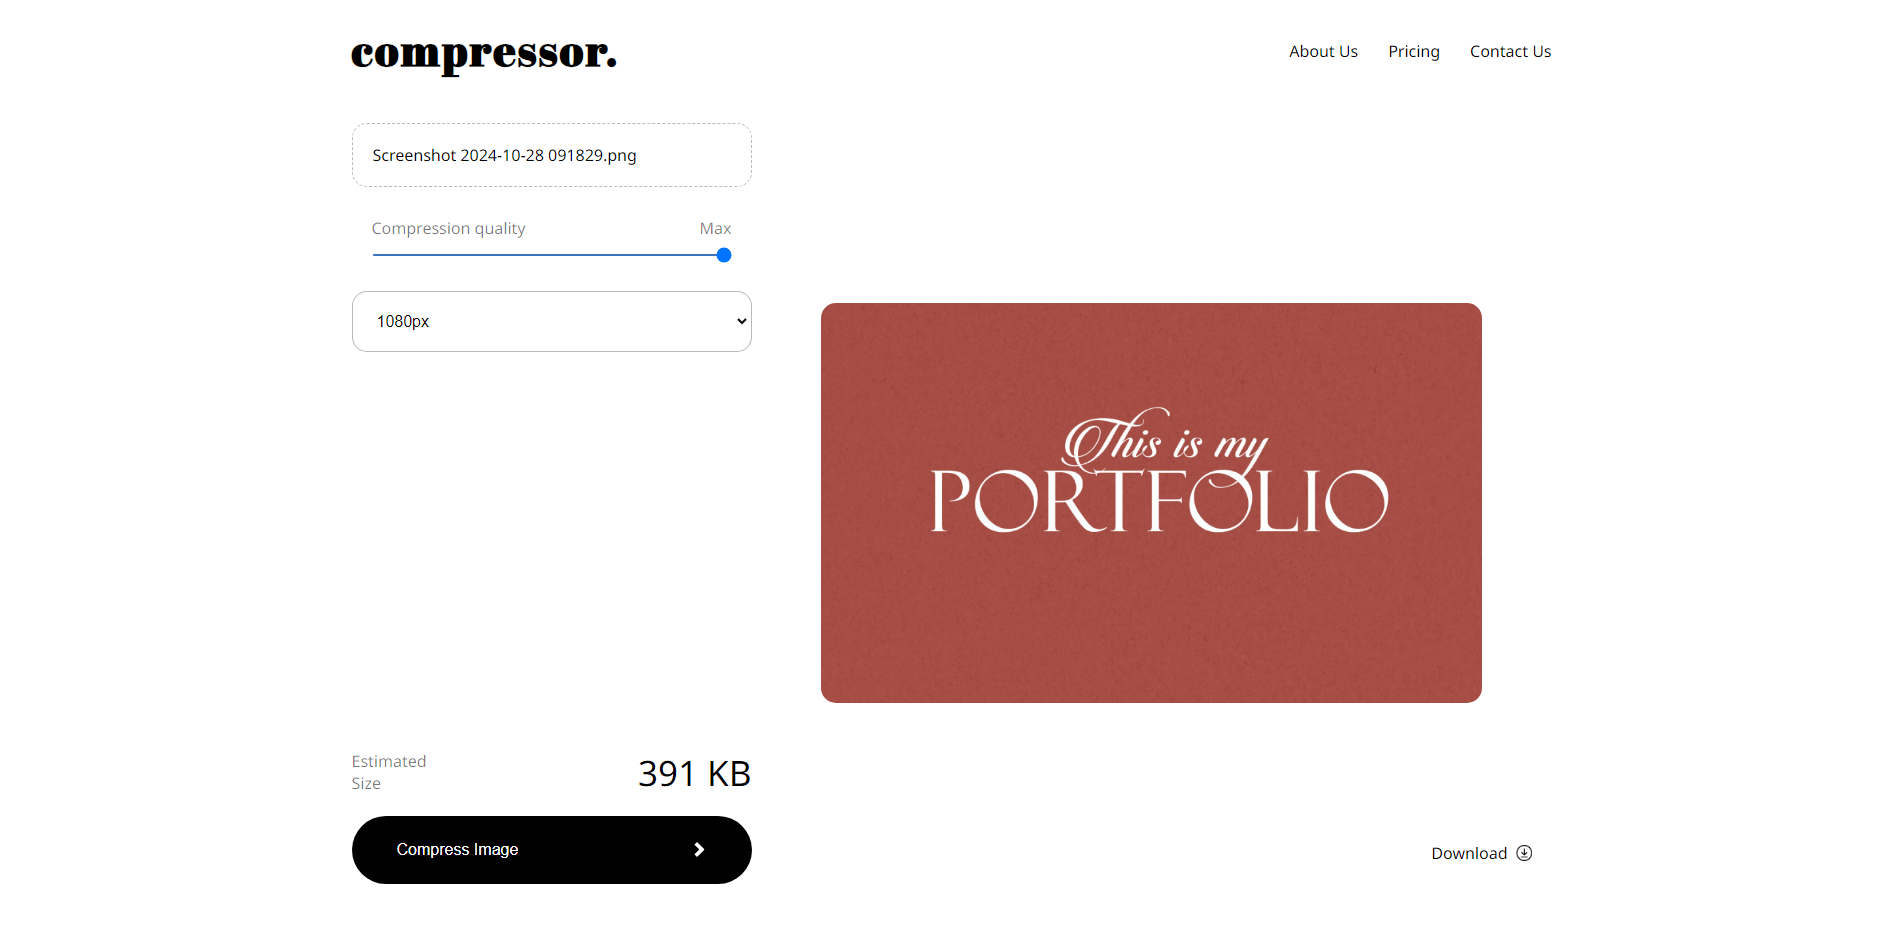 compressor.
About Us Pricing Contact Us
Screenshot 2024-10-28 091829.png
Compression quality Max
1080px
This is my
PORTFOLIO
Estimated
Size
391 KB
Compress Image
Download